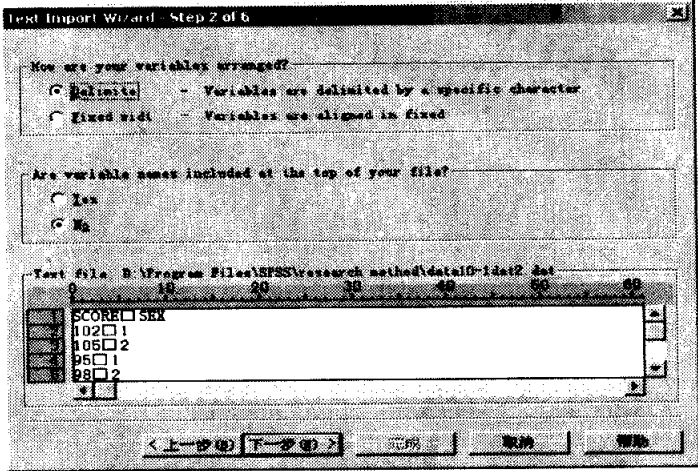 Text Import Wizard - Step 2 of 6
How are your variables arranged?
Delimite - Variables are delimited by a specific character
Fixed widt - Variables are aligned in fixed
Are variable names included at the top of your file?
Yes
No
Text file D:\Program Files\SPSS\research method\data10-1dat2.dat
0 10 20 30 40 50 60
1 SCORE□ SEX
2 102□ 1
3 105□ 2
4 95□ 1
5 98□ 2
< 上一步(B) 下一步(N) > 完成 取消 帮助